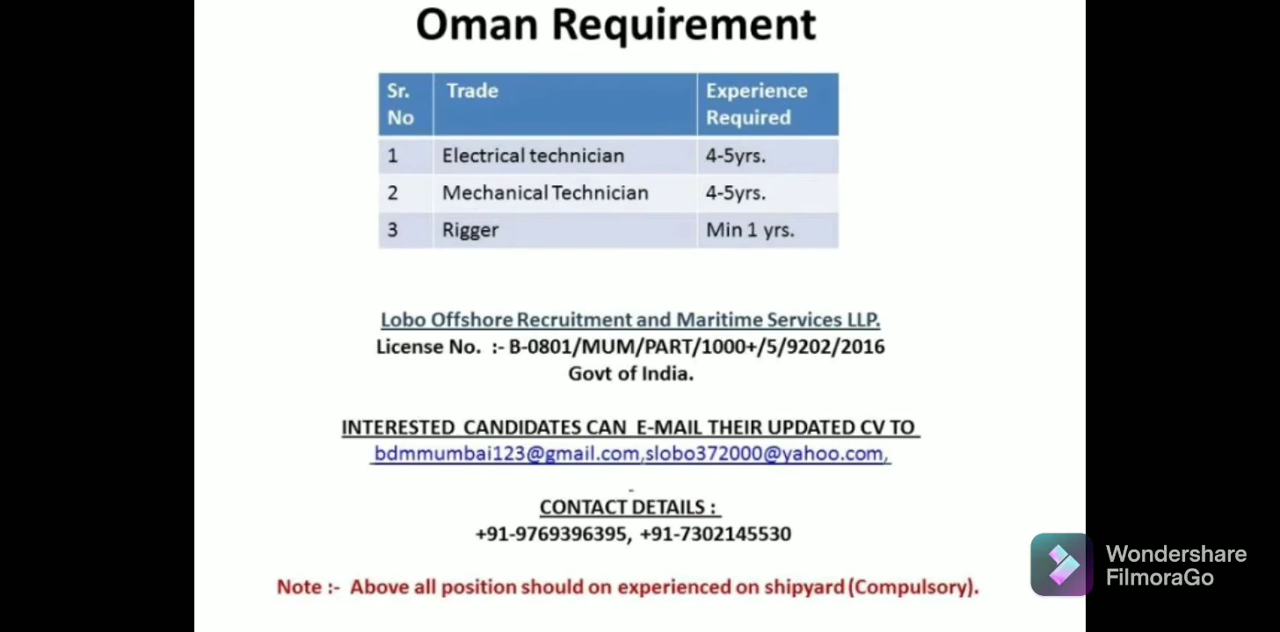 Oman Requirement
Sr. No Trade Experience Required
1 Electrical technician 4-5yrs.
2 Mechanical Technician 4-5yrs.
3 Rigger Min 1 yrs.
Lobo Offshore Recruitment and Maritime Services LLP.
License No. :- B-0801/MUM/PART/1000+/5/9202/2016
Govt of India.
INTERESTED CANDIDATES CAN E-MAIL THEIR UPDATED CV TO
bdmmumbai123@gmail.com,slobo372000@yahoo.com,
CONTACT DETAILS :
+91-9769396395, +91-7302145530
Note :- Above all position should on experienced on shipyard (Compulsory).
Wondershare
FilmoraGo